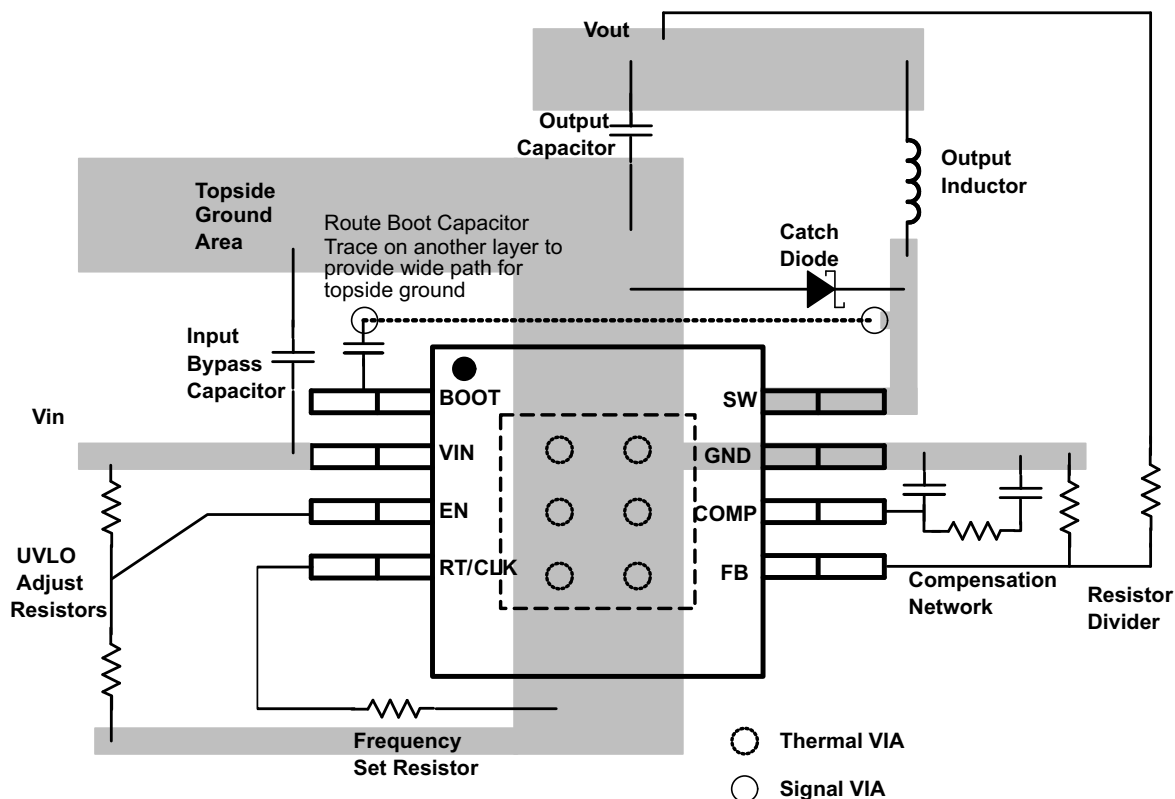 Vout
Output
Capacitor
Output
Inductor
Topside
Ground
Area
Route Boot Capacitor
Trace on another layer to
provide wide path for
topside ground
Catch
Diode
Input
Bypass
Capacitor
Vin
BOOT
VIN
EN
RT/CLK
SW
GND
COMP
FB
UVLO
Adjust
Resistors
Compensation
Network
Resistor
Divider
Frequency
Set Resistor
Thermal VIA
Signal VIA